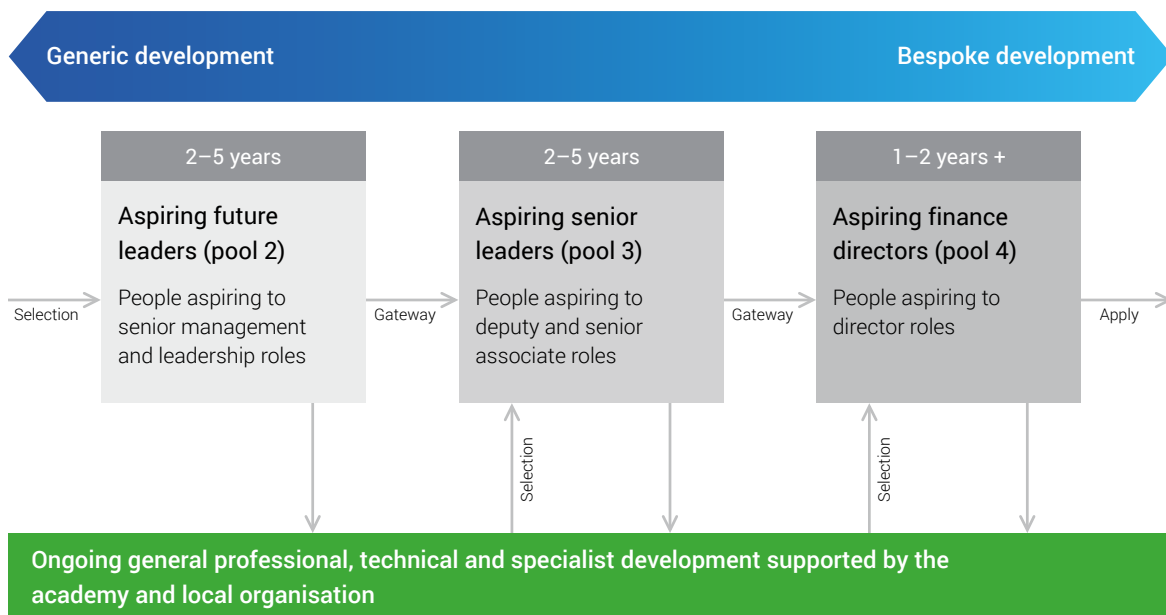 Generic development
Bespoke development
2–5 years
Aspiring future
leaders (pool 2)
People aspiring to
senior management
and leadership roles
2–5 years
Aspiring senior
leaders (pool 3)
People aspiring to
deputy and senior
associate roles
1–2 years +
Aspiring finance
directors (pool 4)
People aspiring to
director roles
Selection
Gateway
Gateway
Apply
Selection
Selection
Ongoing general professional, technical and specialist development supported by the
academy and local organisation